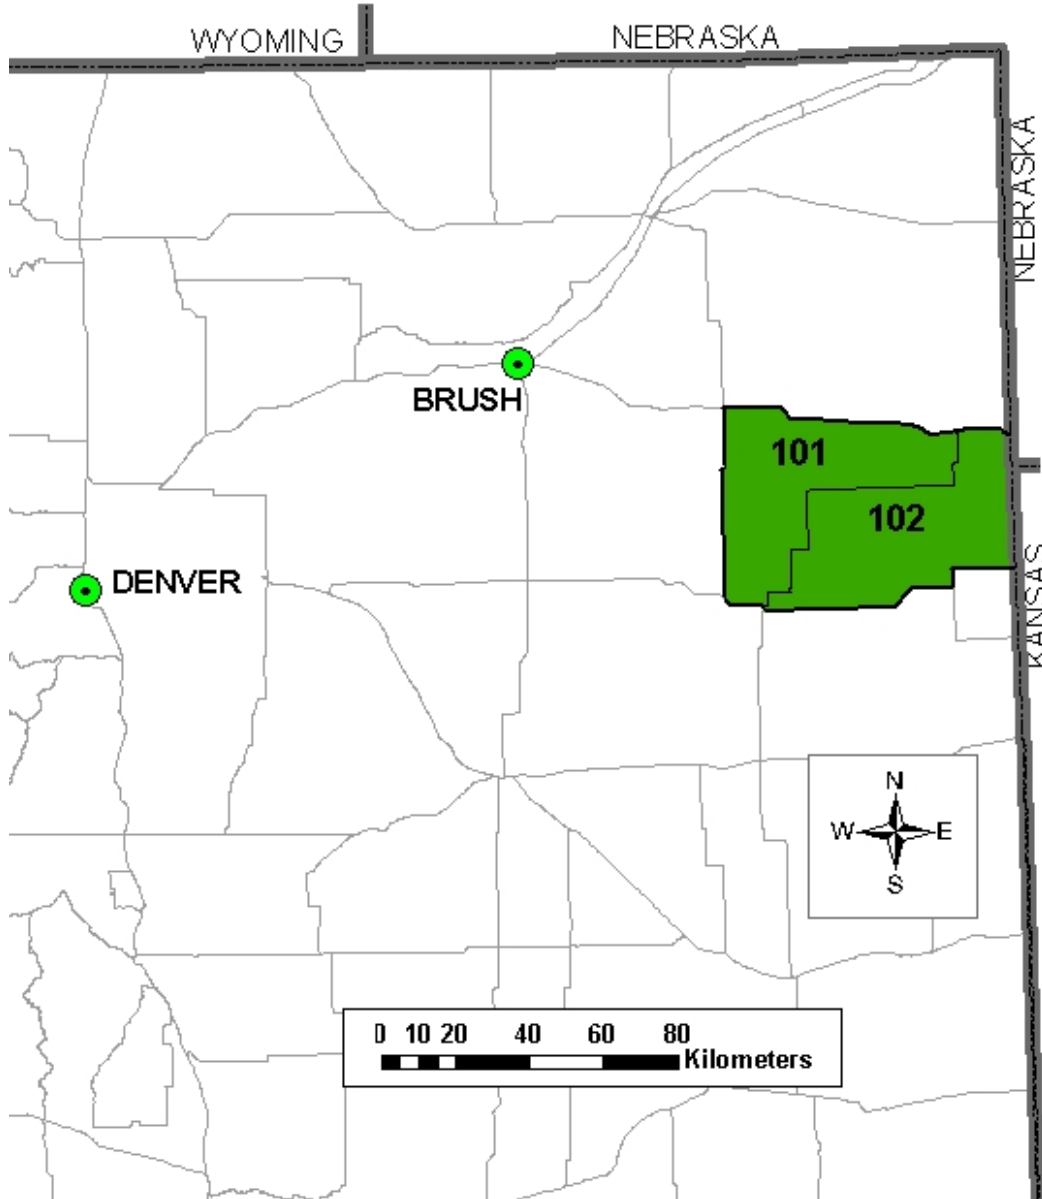 WYOMING
NEBRASKA
NEBRASKA
BRUSH
101
102
DENVER
KANSAS
N
W E
S
0 10 20 40 60 80
Kilometers